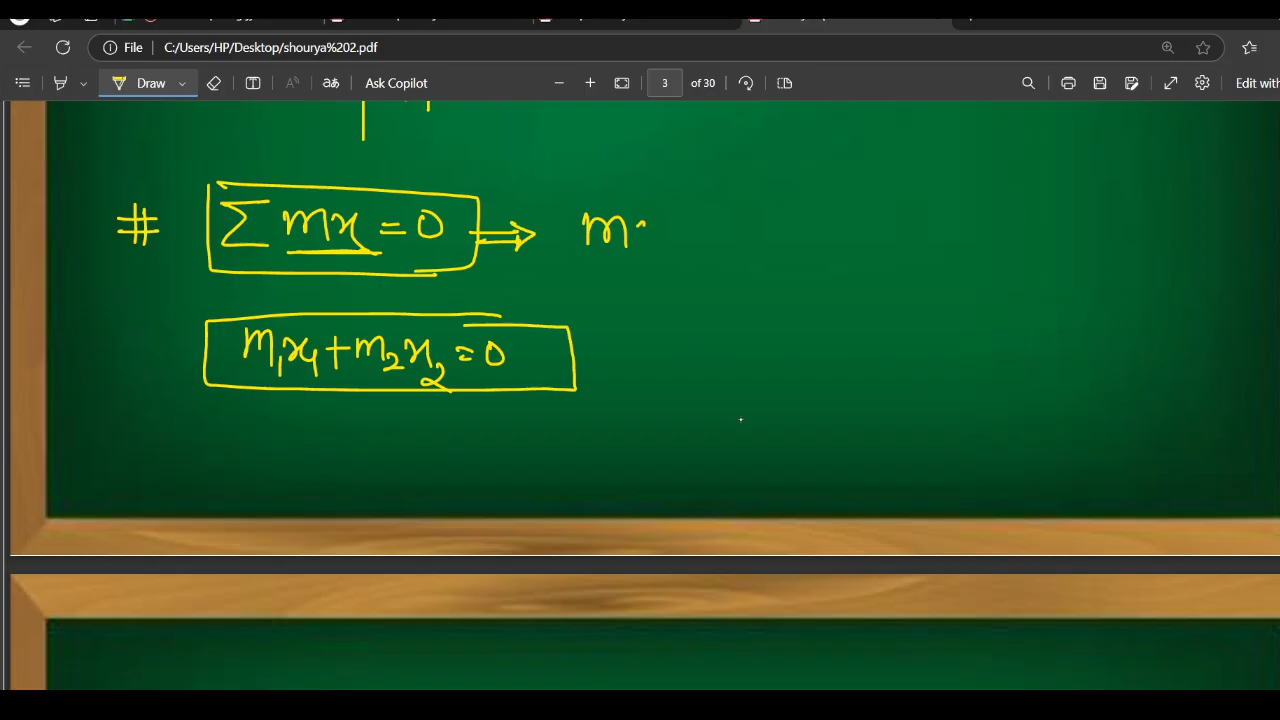 File C:/Users/HP/Desktop/shourya%202.pdf
Draw Ask Copilot 3 of 30 Edit with
# Σ mx = 0 ⇒ m
m₁x₁ + m₂x₂ = 0